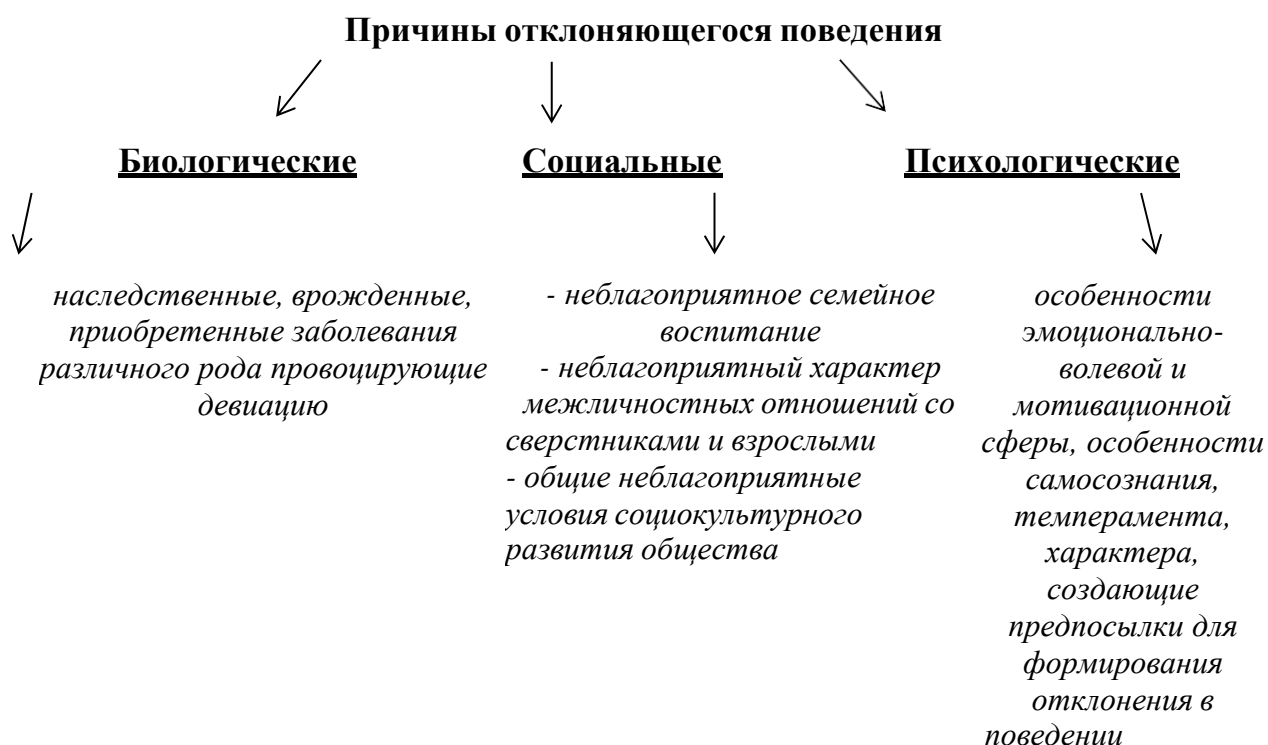 Причины отклоняющегося поведения
Биологические
Социальные
Психологические
наследственные, врожденные,
приобретенные заболевания
различного рода провоцирующие
девиацию
- неблагоприятное семейное
воспитание
- неблагоприятный характер
межличностных отношений со
сверстниками и взрослыми
- общие неблагоприятные
условия социокультурного
развития общества
особенности
эмоционально-
волевой и
мотивационной
сферы, особенности
самосознания,
темперамента,
характера,
создающие
предпосылки для
формирования
отклонения в
поведении